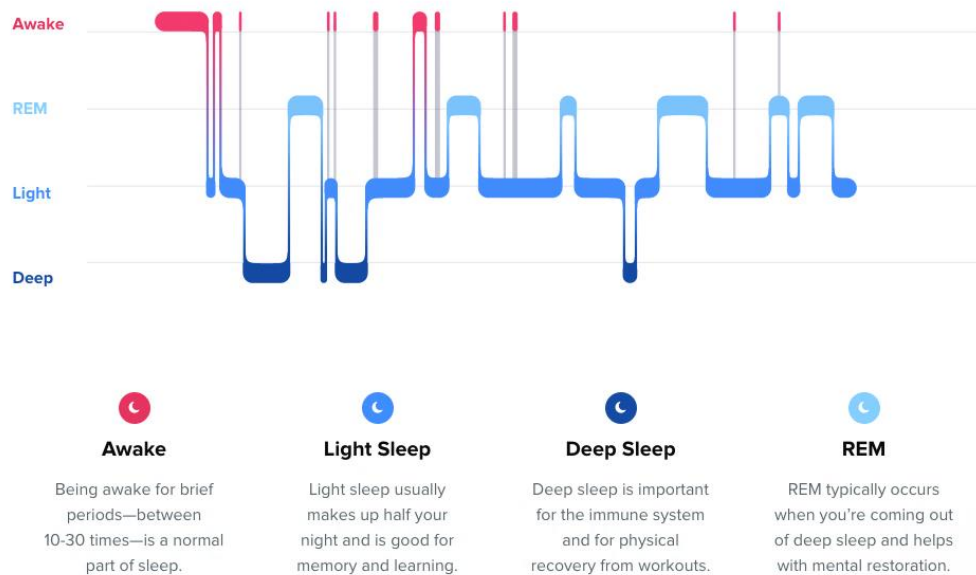 Awake
REM
Light
Deep
Awake
Being awake for brief
periods—between
10-30 times—is a normal
part of sleep.
Light Sleep
Light sleep usually
makes up half your
night and is good for
memory and learning.
Deep Sleep
Deep sleep is important
for the immune system
and for physical
recovery from workouts.
REM
REM typically occurs
when you’re coming out
of deep sleep and helps
with mental restoration.